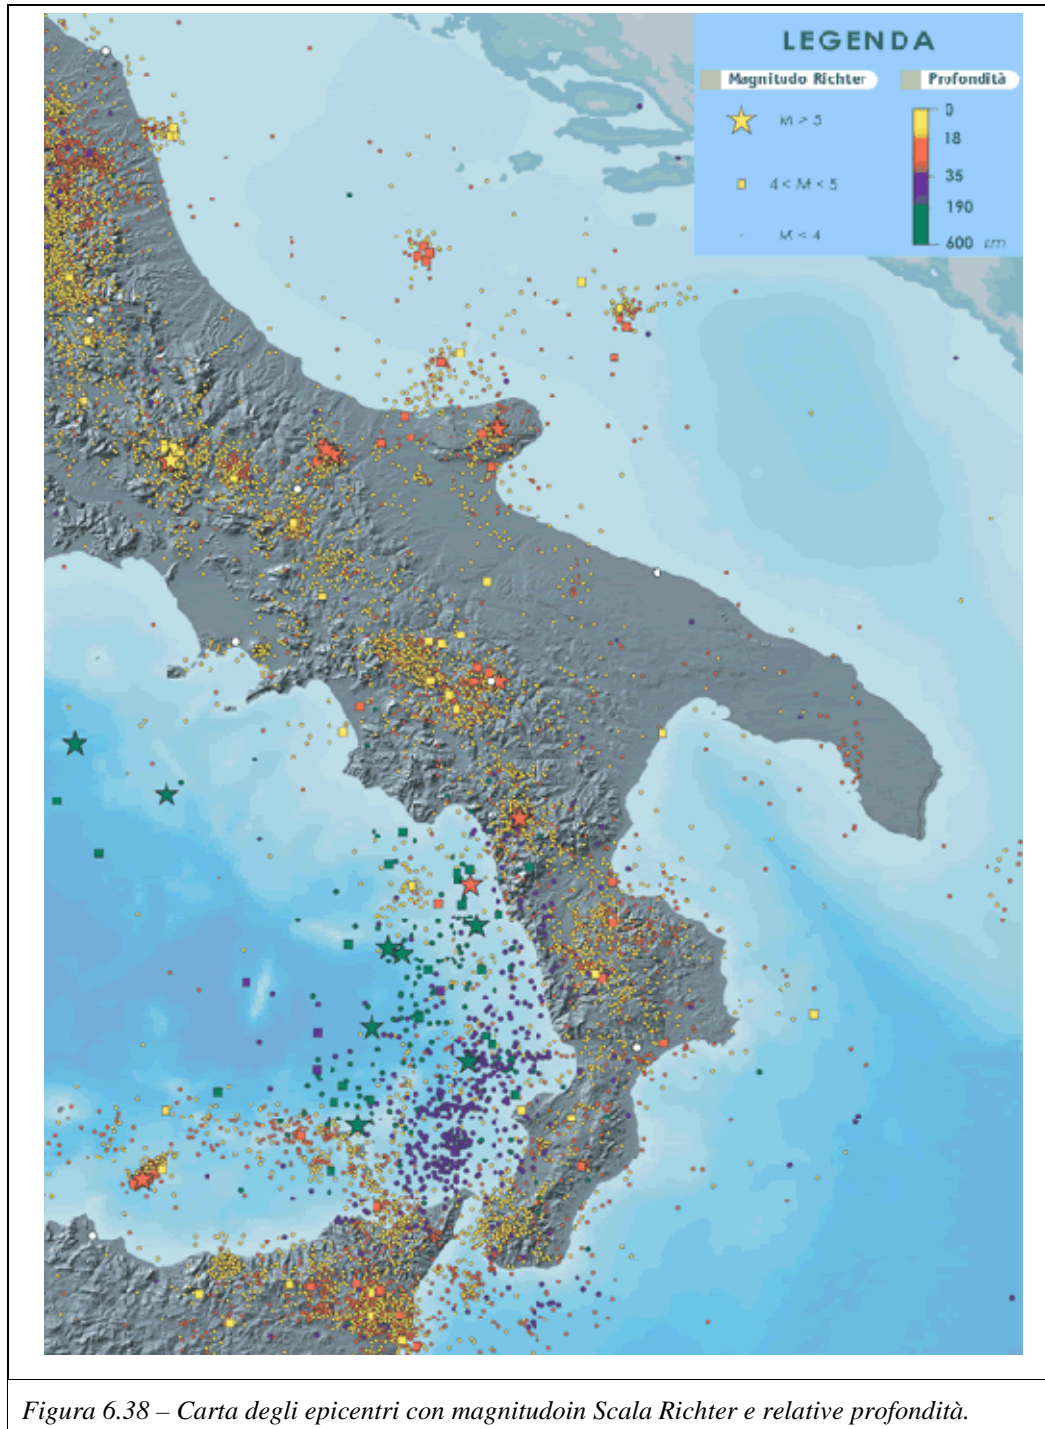 LEGENDA
Magnitudo Richter
Profondità
M > 5
4 < M < 5
M < 4
0
18
35
190
600 km
Figura 6.38 – Carta degli epicentri con magnitudoin Scala Richter e relative profondità.